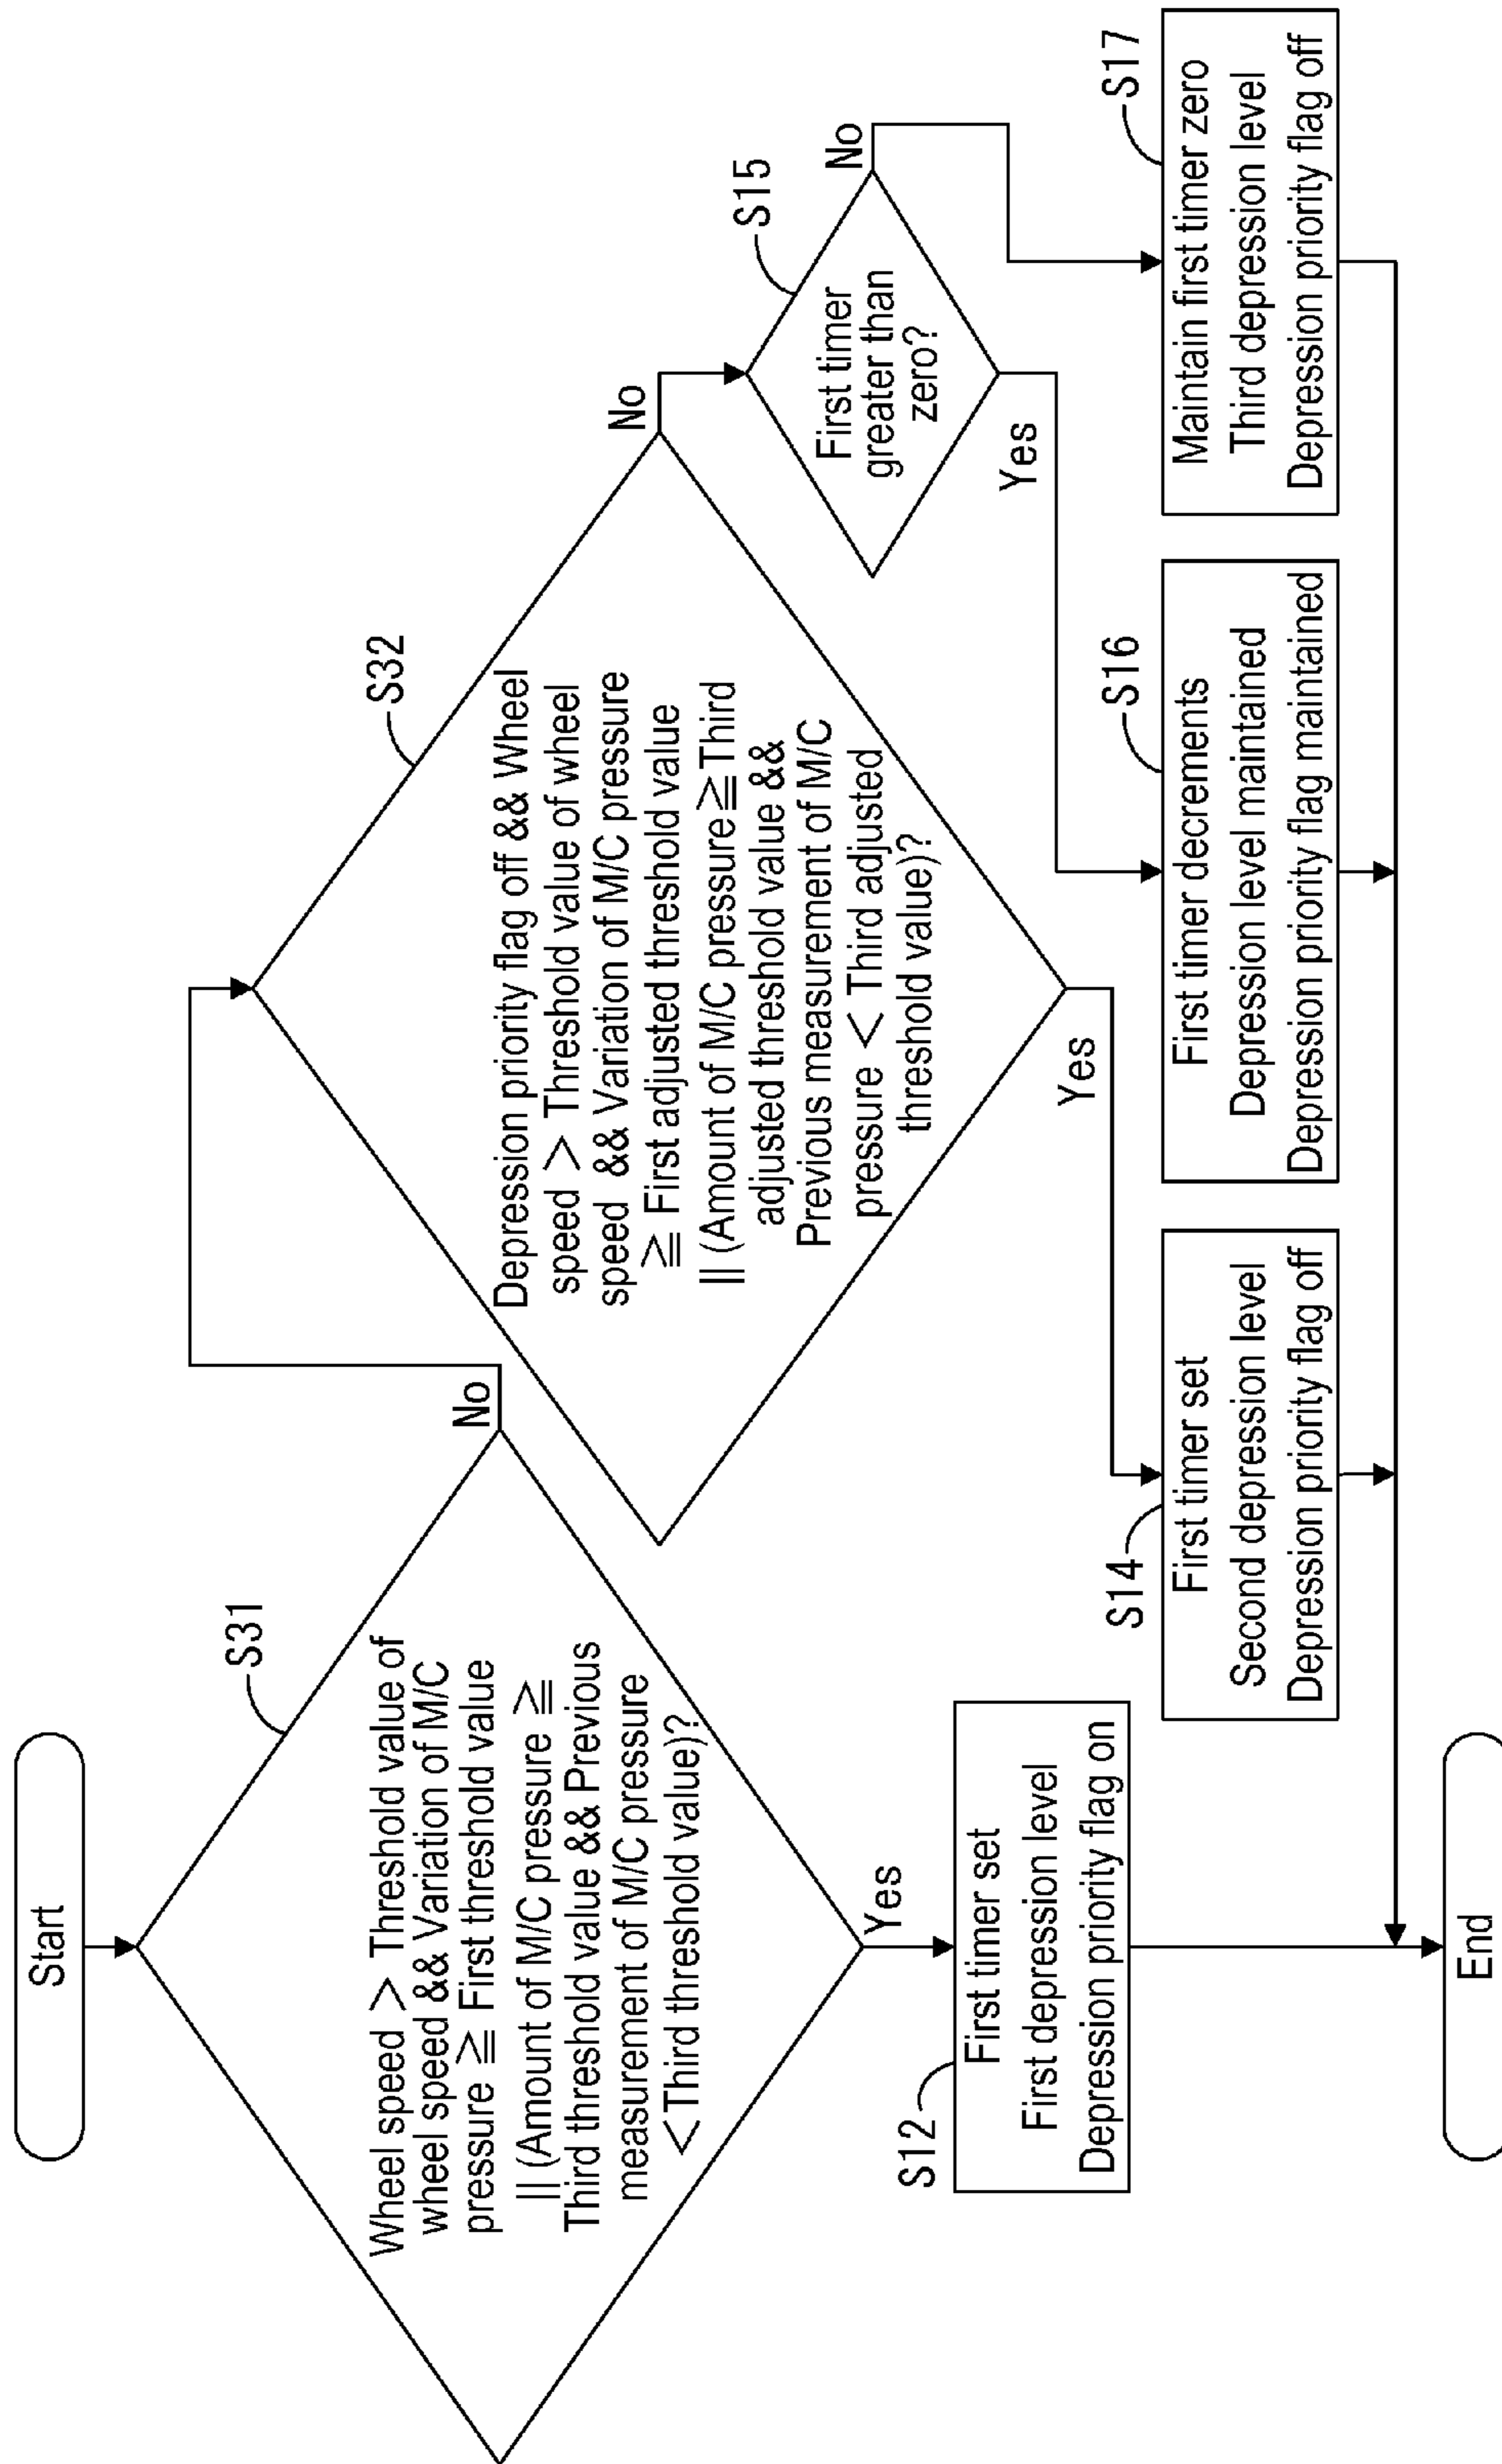 Start
S31
Wheel speed > Threshold value of
wheel speed && Variation of M/C
pressure ≧ First threshold value
|| (Amount of M/C pressure ≧
Third threshold value && Previous
measurement of M/C pressure
<Third threshold value)?
No
Yes
S12
First timer set
First depression level
Depression priority flag on
S32
Depression priority flag off && Wheel
speed > Threshold value of wheel
speed && Variation of M/C pressure
≧ First adjusted threshold value
|| (Amount of M/C pressure≧Third
adjusted threshold value &&
Previous measurement of M/C
pressure < Third adjusted
threshold value)?
No
Yes
S14
First timer set
Second depression level
Depression priority flag off
S15
First timer
greater than
zero?
No
Yes
S16
First timer decrements
Depression level maintained
Depression priority flag maintained
S17
Maintain first timer zero
Third depression level
Depression priority flag off
End